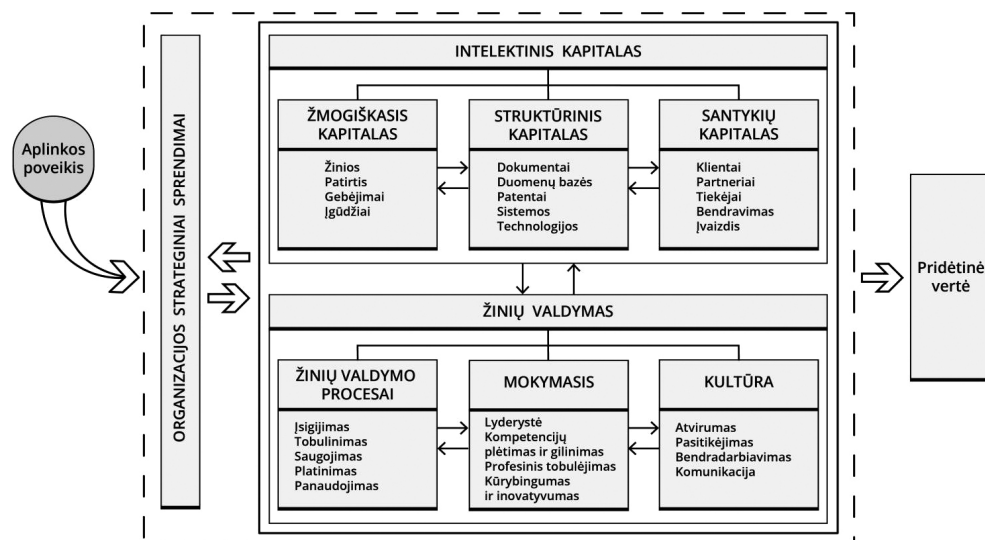 Aplinkos
poveikis
ORGANIZACIJOS STRATEGINIAI SPRENDIMAI
INTELEKTINIS KAPITALAS
ŽMOGIŠKASIS
KAPITALAS
Žinios
Patirtis
Gebėjimai
Įgūdžiai
STRUKTŪRINIS
KAPITALAS
Dokumentai
Duomenų bazės
Patentai
Sistemos
Technologijos
SANTYKIŲ
KAPITALAS
Klientai
Partneriai
Tiekėjai
Bendravimas
Įvaizdis
ŽINIŲ VALDYMAS
ŽINIŲ VALDYMO
PROCESAI
Įsigijimas
Tobulinimas
Saugojimas
Platinimas
Panaudojimas
MOKYMASIS
Lyderystė
Kompetencijų
plėtimas ir gilinimas
Profesinis tobulėjimas
Kūrybingumas
ir inovatyvumas
KULTŪRA
Atvirumas
Pasitikėjimas
Bendradarbiavimas
Komunikacija
Pridėtinė
vertė